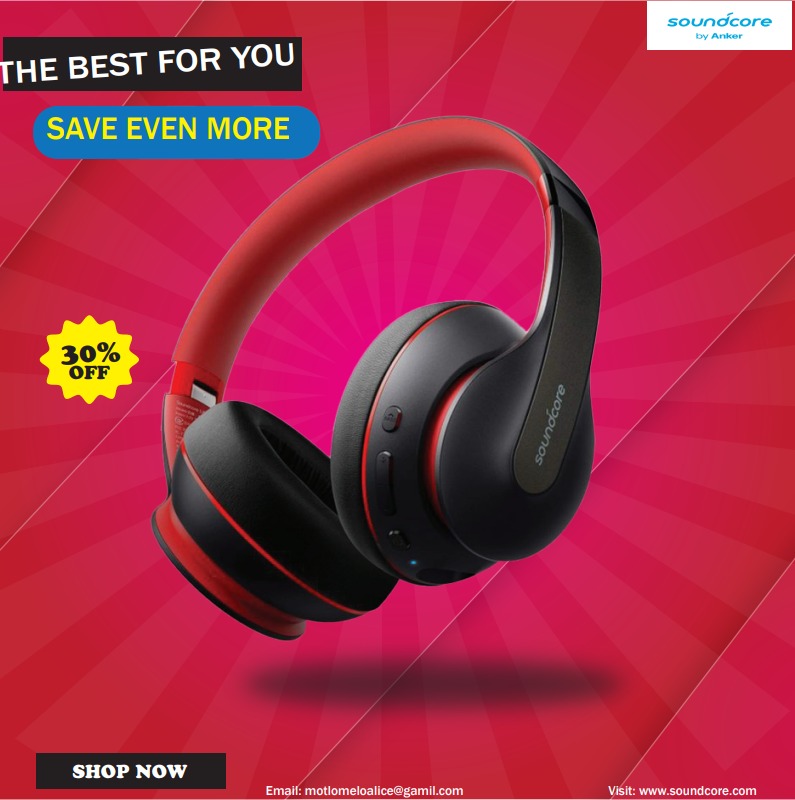 soundcore
by Anker
THE BEST FOR YOU
SAVE EVEN MORE
30%
OFF
soundcore
SHOP NOW
Email: motlomeloalice@gamil.com
Visit: www.soundcore.com